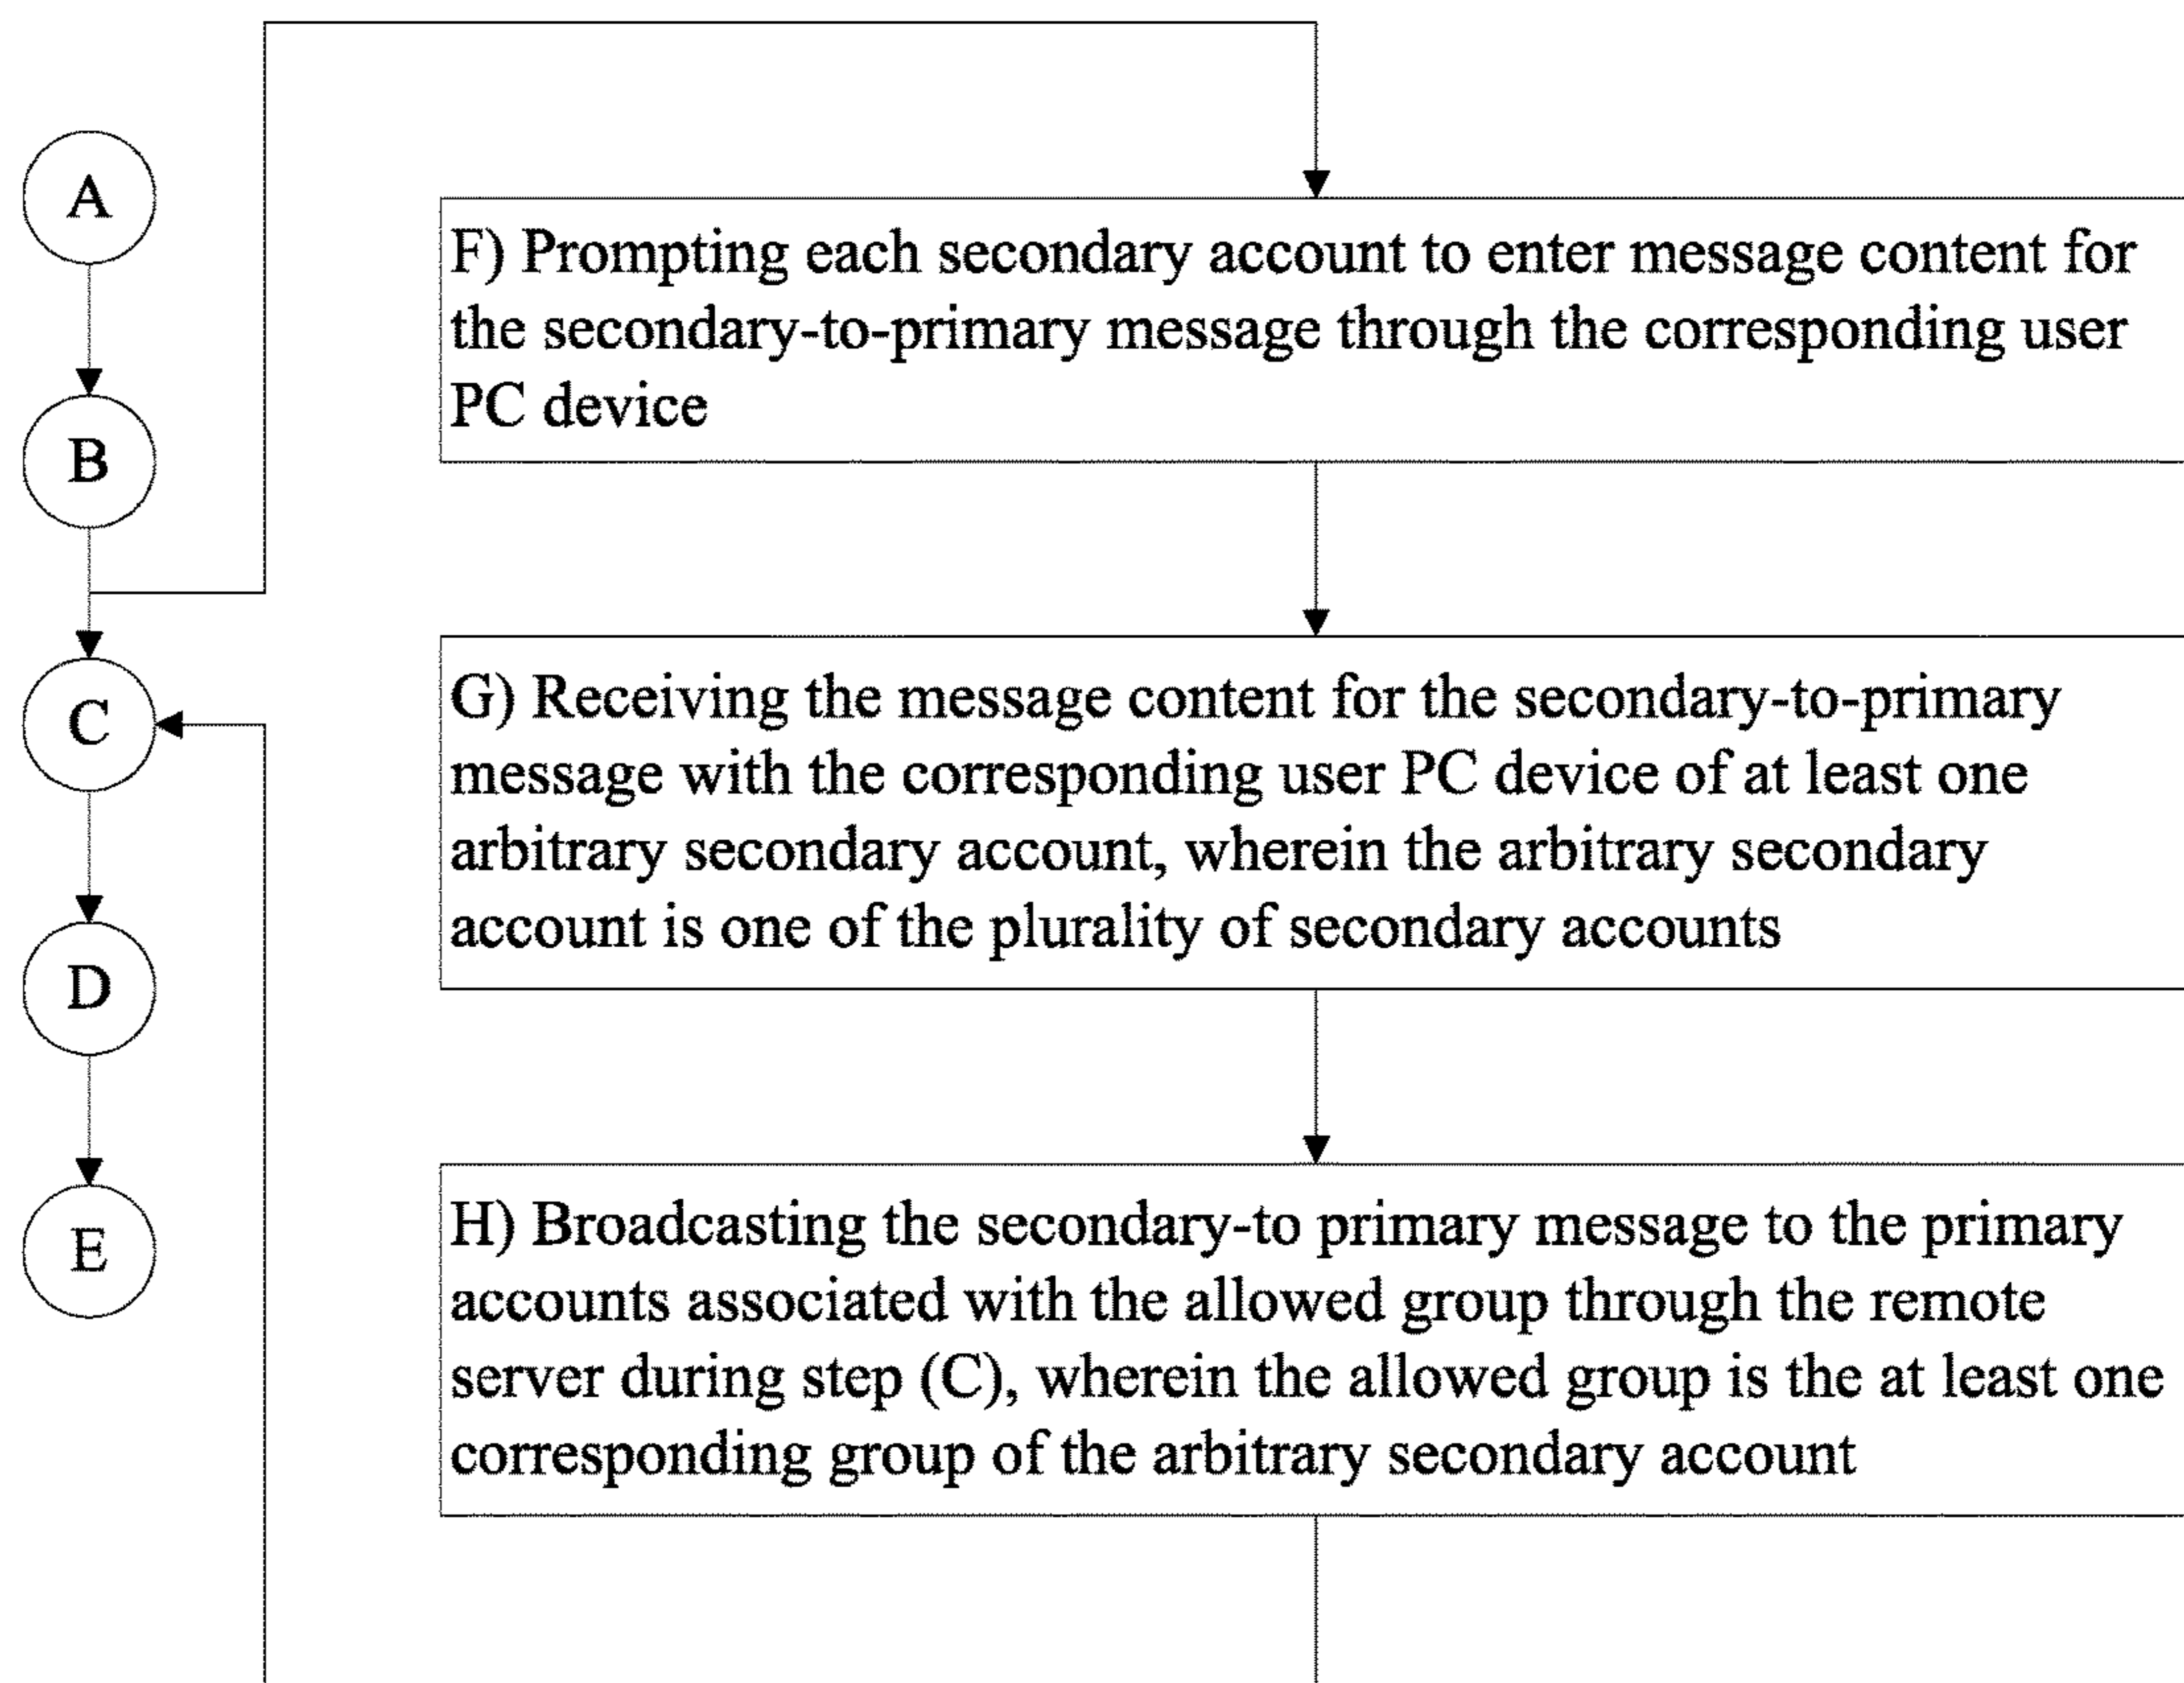 A
B
C
D
E
F) Prompting each secondary account to enter message content for
the secondary-to-primary message through the corresponding user
PC device
G) Receiving the message content for the secondary-to-primary
message with the corresponding user PC device of at least one
arbitrary secondary account, wherein the arbitrary secondary
account is one of the plurality of secondary accounts
H) Broadcasting the secondary-to primary message to the primary
accounts associated with the allowed group through the remote
server during step (C), wherein the allowed group is the at least one
corresponding group of the arbitrary secondary account